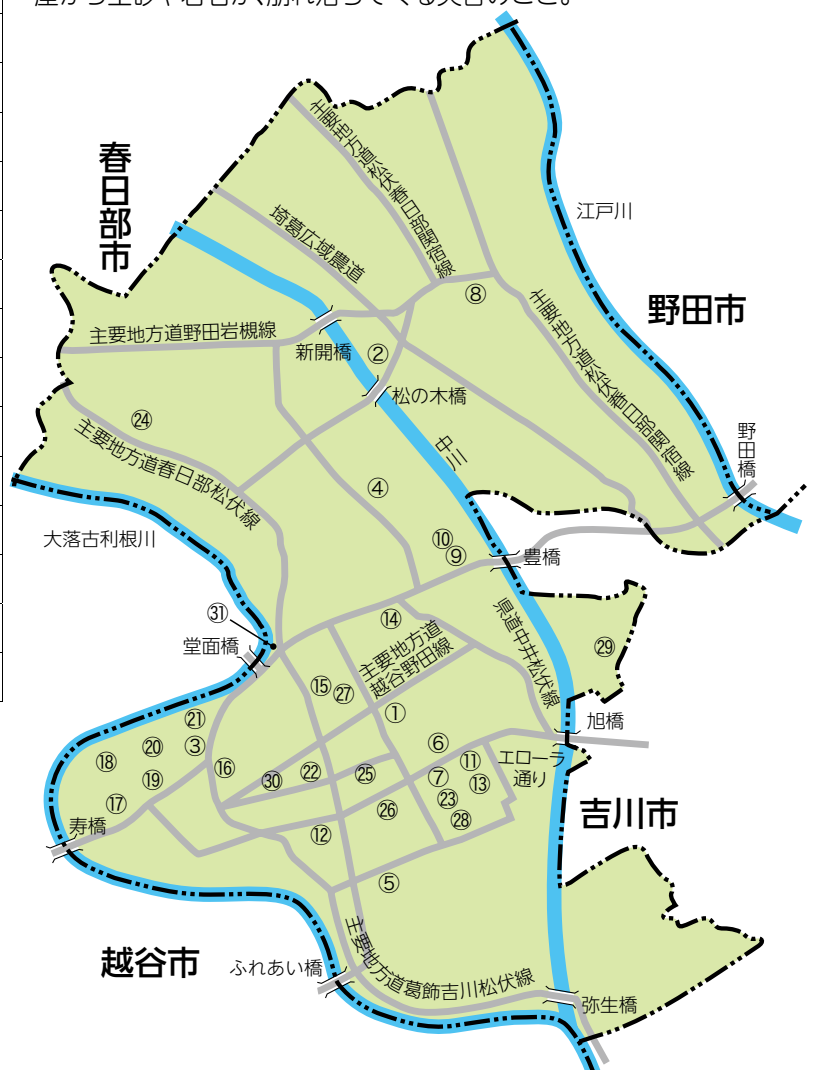 春日部市
主要地方道松伏春日部関宿線
埼葛広域農道
江戸川
野田市
⑧
主要地方道野田岩槻線
新開橋
②
松の木橋
主要地方道松伏春日部関宿線
野田橋
㉔
主要地方道春日部松伏線
中川
④
大落古利根川
⑩
⑨
豊橋
㉛
堂面橋
⑭
主要地方道
越谷野田線
県道中井松伏線
㉙
⑮
㉗
①
㉑
⑳
③
⑱
⑲
⑰
⑯
㉚
㉒
㉕
⑥
⑦
⑪
⑬
㉓
㉘
㉖
⑫
⑤
旭橋
エローラ
通り
吉川市
寿橋
越谷市
ふれあい橋
主要地方道葛飾吉川松伏線
弥生橋